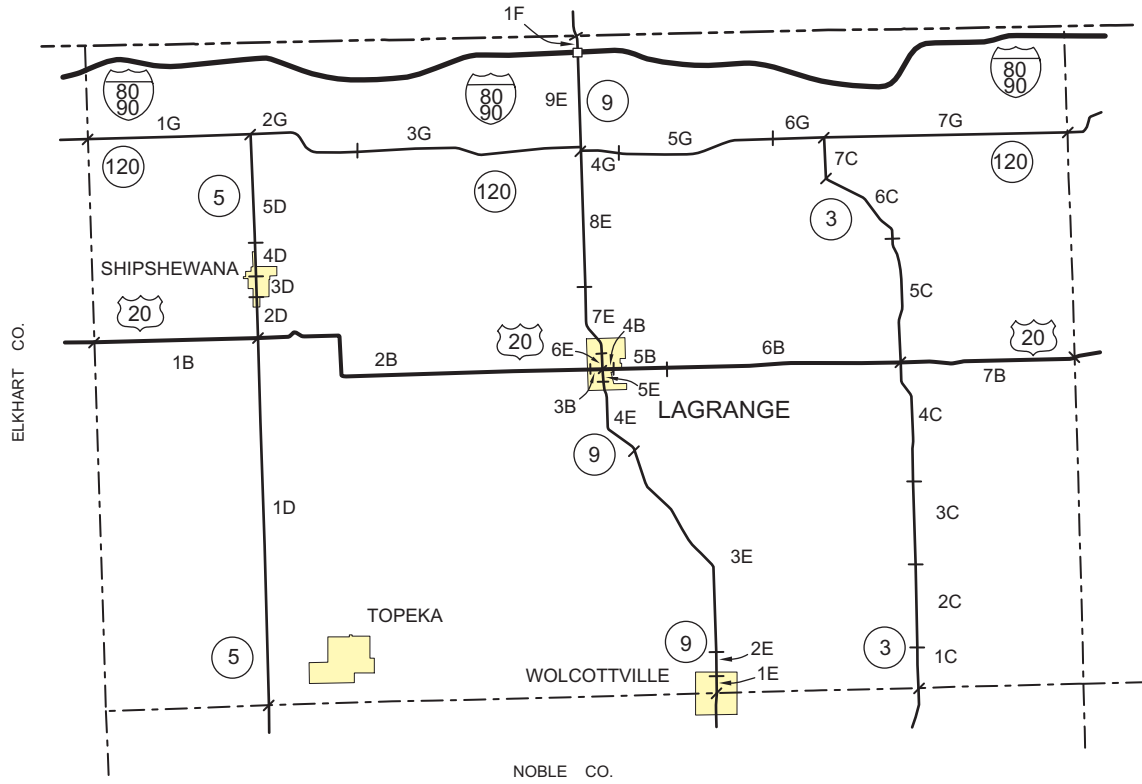 1F
80
90
80
90
80
90
9E
9
1G
2G
3G
4G
5G
6G
7G
120
120
120
5
5D
7C
6C
3
8E
SHIPSHEWANA
4D
3D
2D
5C
20
20
20
7E
4B
6E
5B
6B
1B
2B
3B
5E
7B
LAGRANGE
4E
4C
9
ELKHART CO.
1D
3C
3E
2C
TOPEKA
5
9
2E
3
1C
WOLCOTTVILLE
1E
NOBLE CO.